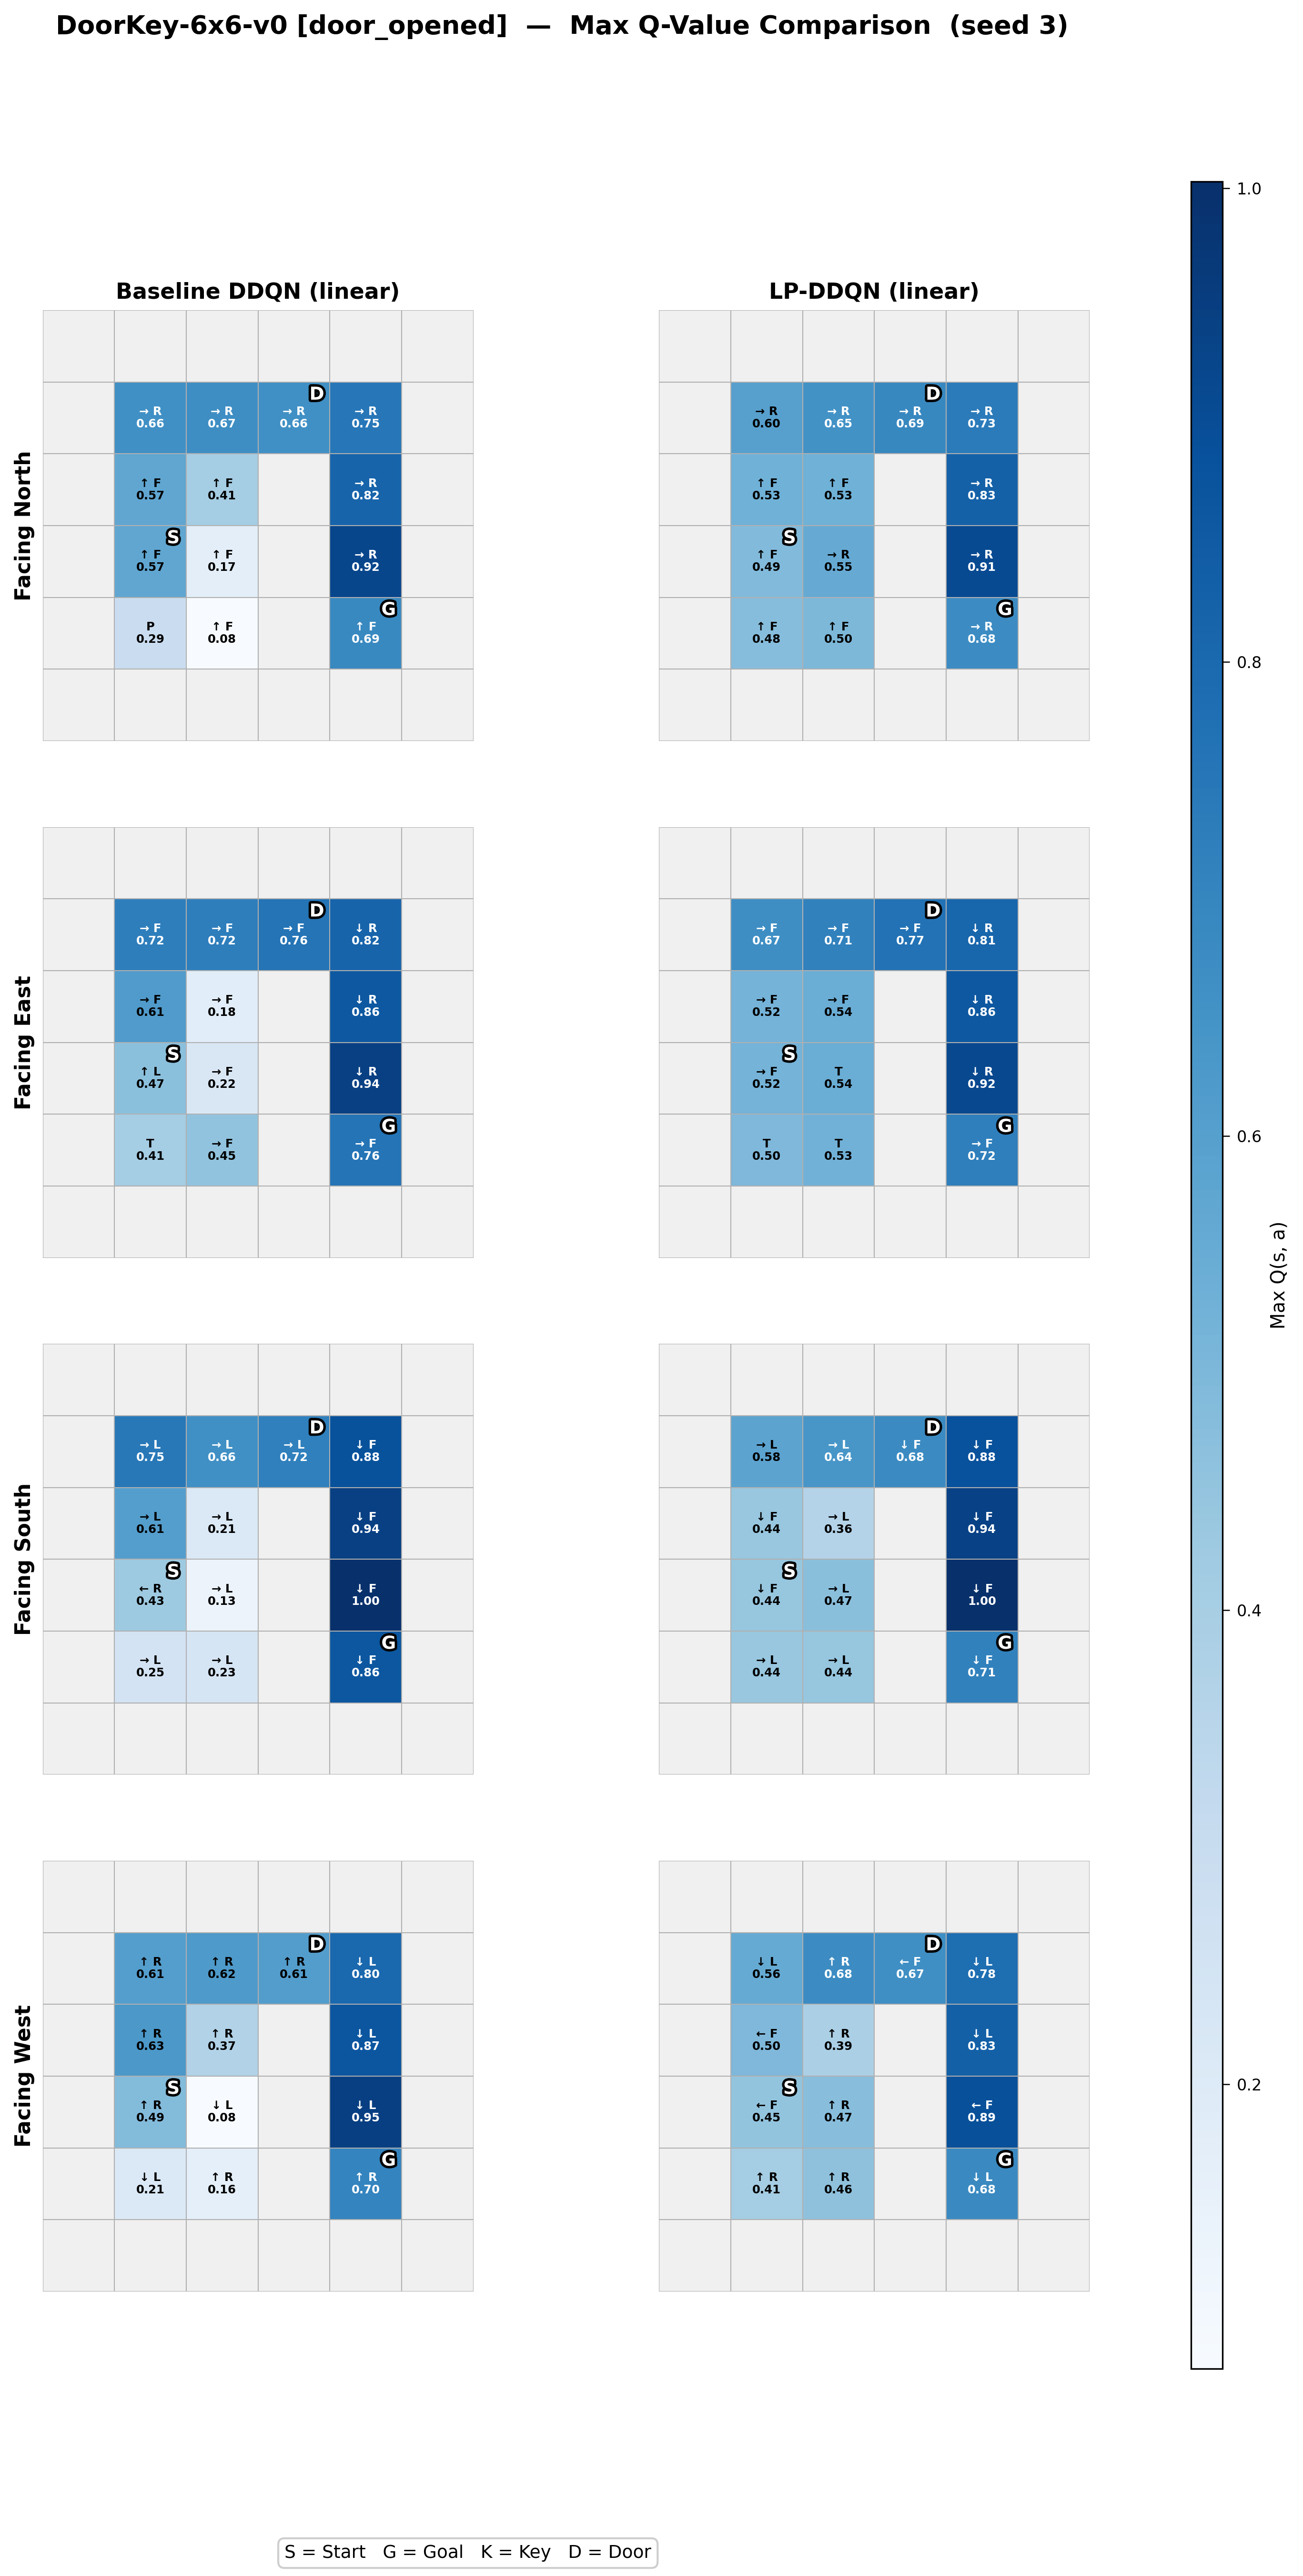 DoorKey-6x6-v0 [door_opened]  —  Max Q-Value Comparison  (seed 3)
Baseline DDQN (linear) LP-DDQN (linear)
1.0
0.8
0.6
0.4
0.2
Max Q(s, a)
Facing North
D D
→ R → R → R → R → R → R → R → R
0.66 0.67 0.66 0.75 0.60 0.65 0.69 0.73
↑ F ↑ F → R ↑ F ↑ F → R
0.57 0.41 0.82 0.53 0.53 0.83
S S
↑ F ↑ F → R ↑ F → R → R
0.57 0.17 0.92 0.49 0.55 0.91
G G
P ↑ F ↑ F ↑ F ↑ F → R
0.29 0.08 0.69 0.48 0.50 0.68
Facing East
D D
→ F → F → F ↓ R → F → F → F ↓ R
0.72 0.72 0.76 0.82 0.67 0.71 0.77 0.81
→ F → F ↓ R → F → F ↓ R
0.61 0.18 0.86 0.52 0.54 0.86
S S
↑ L → F ↓ R → F T ↓ R
0.47 0.22 0.94 0.52 0.54 0.92
G G
T → F → F T T → F
0.41 0.45 0.76 0.50 0.53 0.72
Facing South
D D
→ L → L → L ↓ F → L → L ↓ F ↓ F
0.75 0.66 0.72 0.88 0.58 0.64 0.68 0.88
→ L → L ↓ F ↓ F → L ↓ F
0.61 0.21 0.94 0.44 0.36 0.94
S S
← R → L ↓ F ↓ F → L ↓ F
0.43 0.13 1.00 0.44 0.47 1.00
G G
→ L → L ↓ F → L → L ↓ F
0.25 0.23 0.86 0.44 0.44 0.71
Facing West
D D
↑ R ↑ R ↑ R ↓ L ↓ L ↑ R ← F ↓ L
0.61 0.62 0.61 0.80 0.56 0.68 0.67 0.78
↑ R ↑ R ↓ L ← F ↑ R ↓ L
0.63 0.37 0.87 0.50 0.39 0.83
S S
↑ R ↓ L ↓ L ← F ↑ R ← F
0.49 0.08 0.95 0.45 0.47 0.89
G G
↓ L ↑ R ↑ R ↑ R ↑ R ↓ L
0.21 0.16 0.70 0.41 0.46 0.68
S = Start   G = Goal   K = Key   D = Door